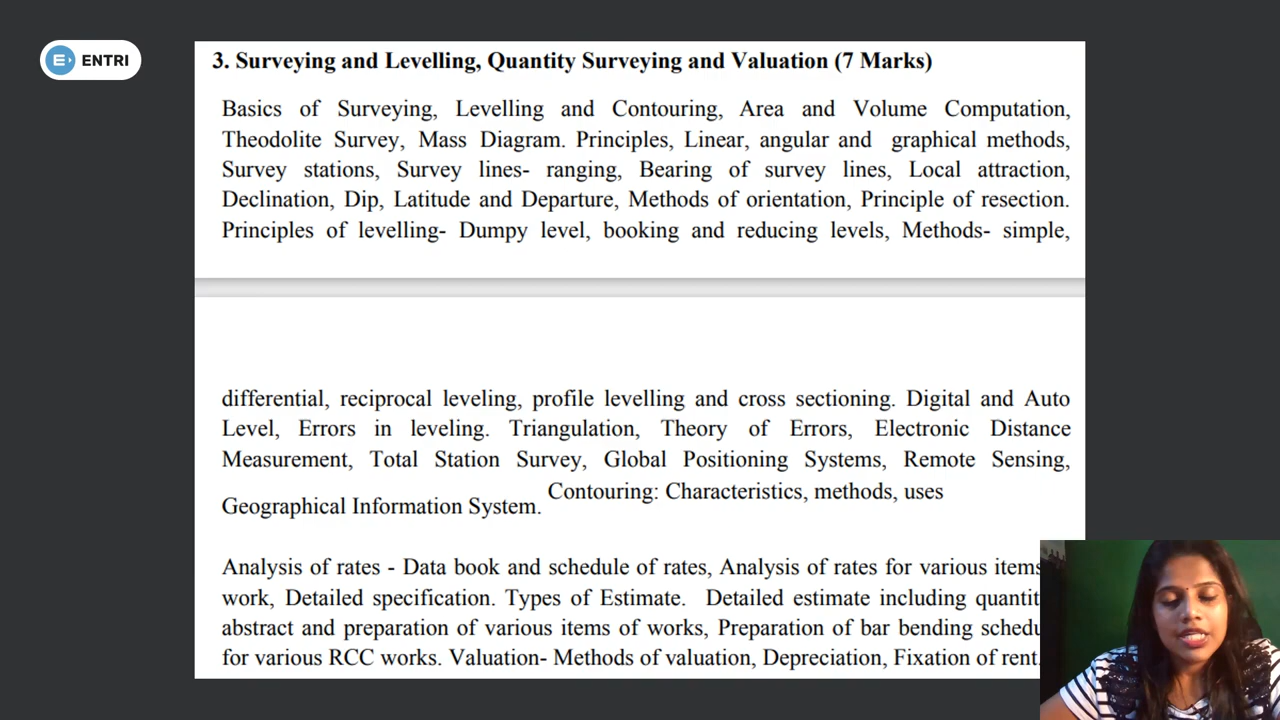 ENTRI
3. Surveying and Levelling, Quantity Surveying and Valuation (7 Marks)
Basics of Surveying, Levelling and Contouring, Area and Volume Computation,
Theodolite Survey, Mass Diagram. Principles, Linear, angular and graphical methods,
Survey stations, Survey lines- ranging, Bearing of survey lines, Local attraction,
Declination, Dip, Latitude and Departure, Methods of orientation, Principle of resection.
Principles of levelling- Dumpy level, booking and reducing levels, Methods- simple,
differential, reciprocal leveling, profile levelling and cross sectioning. Digital and Auto
Level, Errors in leveling. Triangulation, Theory of Errors, Electronic Distance
Measurement, Total Station Survey, Global Positioning Systems, Remote Sensing,
Geographical Information System. Contouring: Characteristics, methods, uses
Analysis of rates - Data book and schedule of rates, Analysis of rates for various items
work, Detailed specification. Types of Estimate. Detailed estimate including
abstract and preparation of various items of works, Preparation of bar bending
for various RCC works. Valuation- Methods of valuation, Depreciation, Fixation of rent.